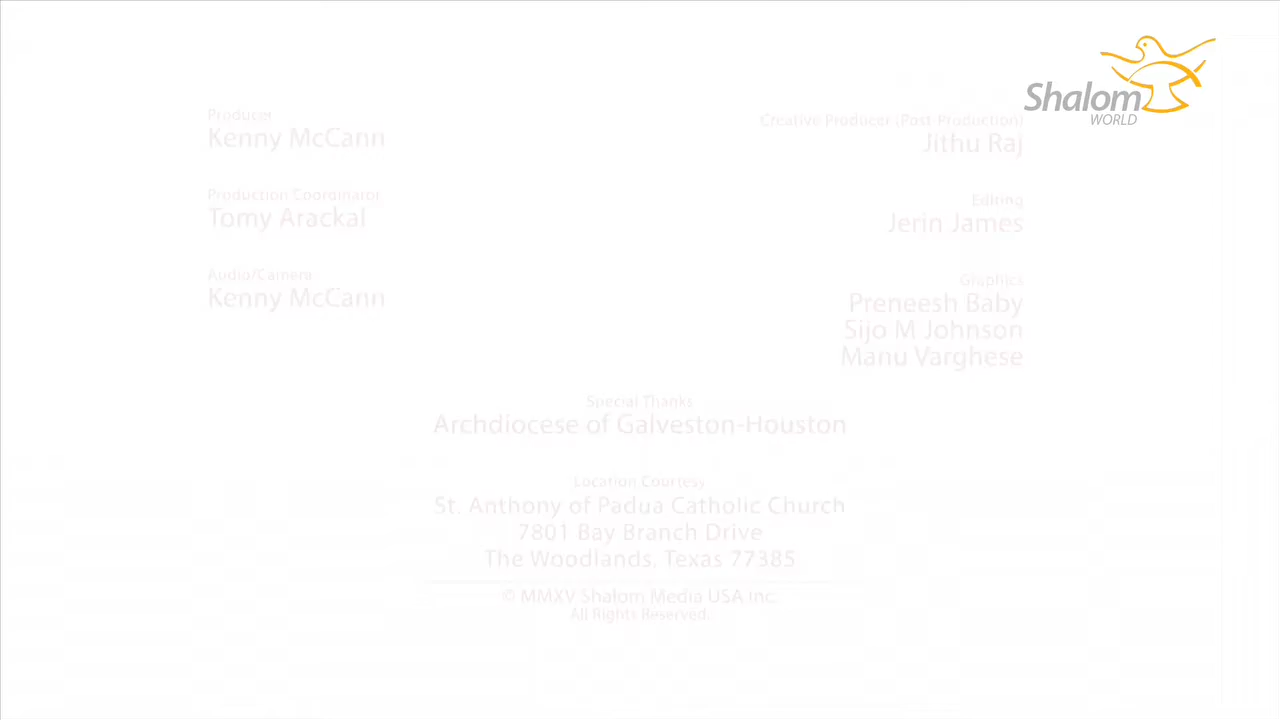 Shalom
WORLD
Producer
Kenny McCann
Production Coordinator
Tomy Arackal
Audio/Camera
Kenny McCann
Creative Producer (Post-Production)
Jithu Raj
Editing
Jerin James
Graphics
Preneesh Baby
Sijo M Johnson
Manu Varghese
Special Thanks
Archdiocese of Galveston-Houston
Location Courtesy
St. Anthony of Padua Catholic Church
7801 Bay Branch Drive
The Woodlands, Texas 77385
© MMXV Shalom Media USA Inc.
All Rights Reserved.